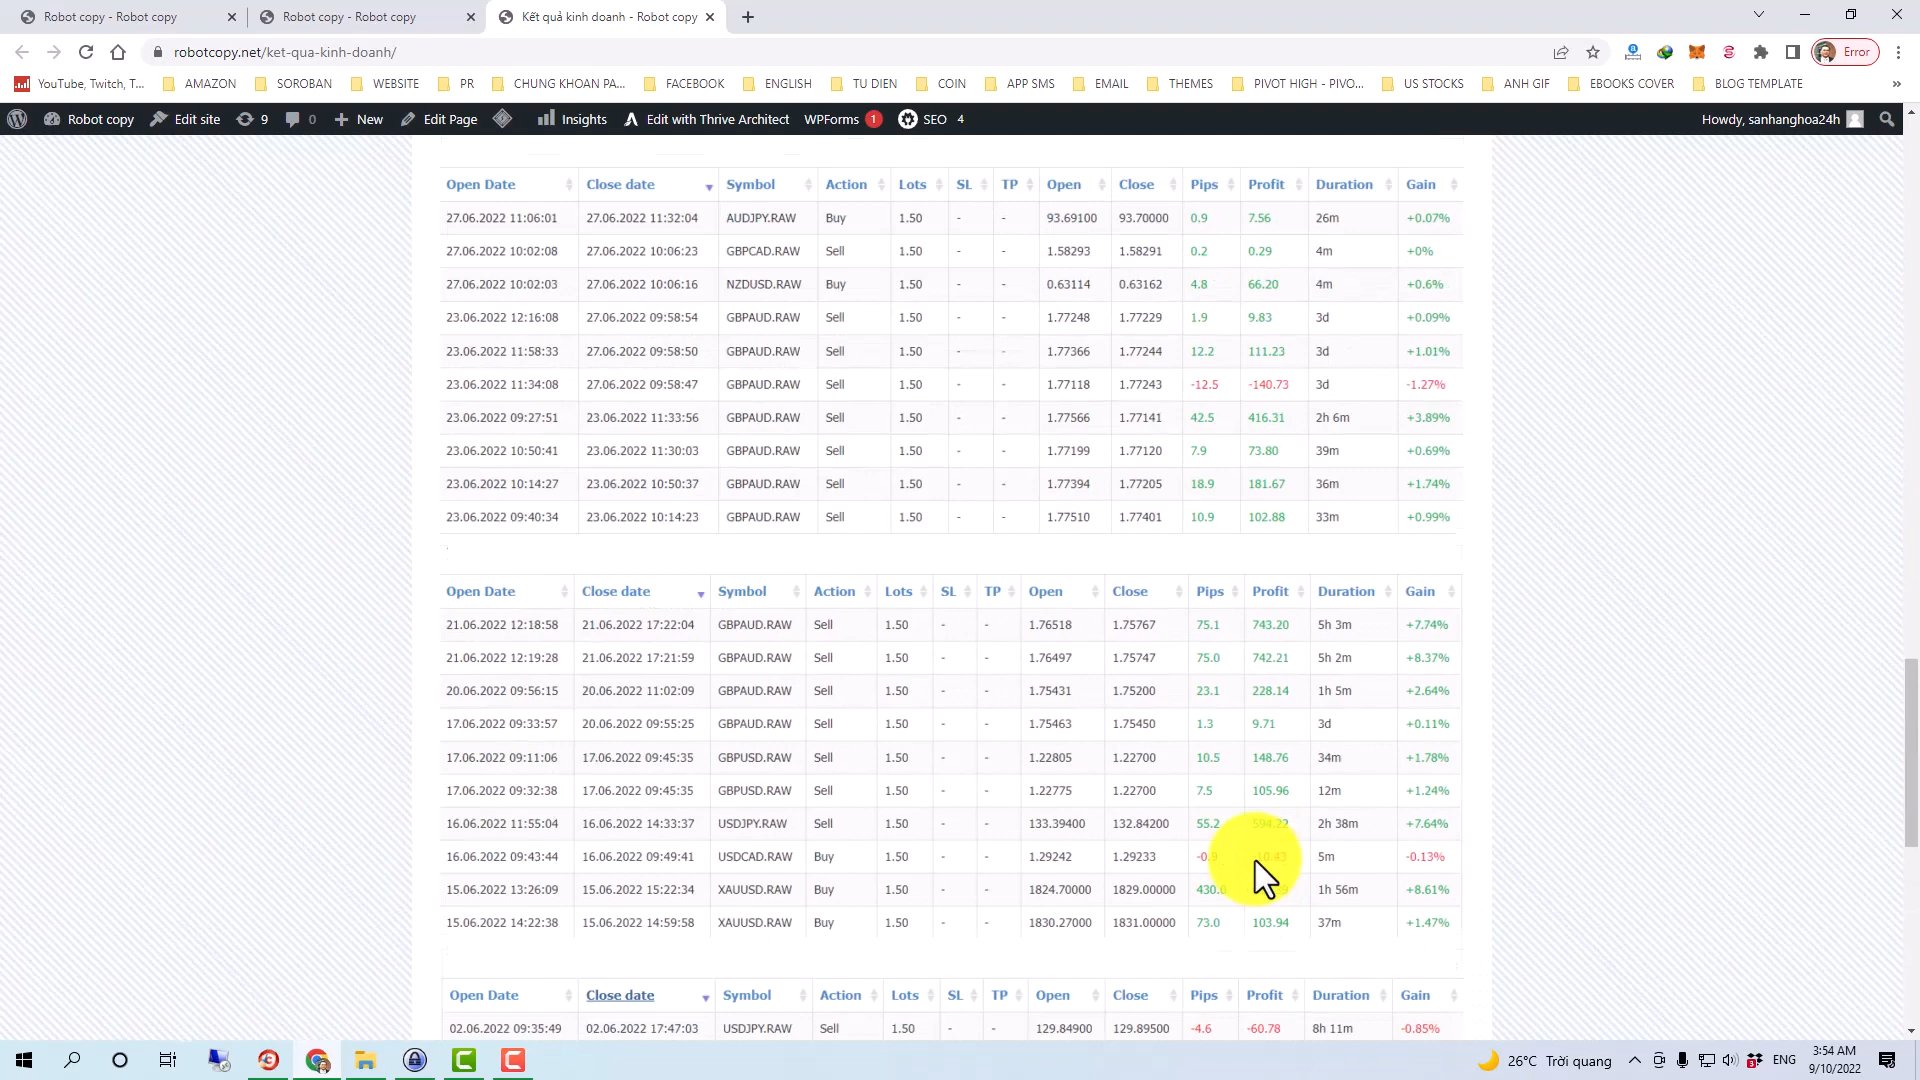 Robot copy - Robot copy
Robot copy - Robot copy
Kết quả kinh doanh - Robot copy
robotcopy.net/ket-qua-kinh-doanh/
Error
YouTube, Twitch, T...
AMAZON
SOROBAN
WEBSITE
PR
CHUNG KHOAN PA...
FACEBOOK
ENGLISH
TU DIEN
COIN
APP SMS
EMAIL
THEMES
PIVOT HIGH - PIVO...
US STOCKS
ANH GIF
EBOOKS COVER
BLOG TEMPLATE
Robot copy
Edit site
9
0
New
Edit Page
Insights
Edit with Thrive Architect
WPForms 1
SEO 4
Howdy, sanhanghoa24h
Open Date Close date Symbol Action Lots SL TP Open Close Pips Profit Duration Gain
27.06.2022 11:06:01 27.06.2022 11:32:04 AUDJPY.RAW Buy 1.50 - - 93.69100 93.70000 0.9 7.56 26m +0.07%
27.06.2022 10:02:08 27.06.2022 10:06:23 GBPCAD.RAW Sell 1.50 - - 1.58293 1.58291 0.2 0.29 4m +0%
27.06.2022 10:02:03 27.06.2022 10:06:16 NZDUSD.RAW Buy 1.50 - - 0.63114 0.63162 4.8 66.20 4m +0.6%
23.06.2022 12:16:08 27.06.2022 09:58:54 GBPAUD.RAW Sell 1.50 - - 1.77248 1.77229 1.9 9.83 3d +0.09%
23.06.2022 11:58:33 27.06.2022 09:58:50 GBPAUD.RAW Sell 1.50 - - 1.77366 1.77244 12.2 111.23 3d +1.01%
23.06.2022 11:34:08 27.06.2022 09:58:47 GBPAUD.RAW Sell 1.50 - - 1.77118 1.77243 -12.5 -140.73 3d -1.27%
23.06.2022 09:27:51 23.06.2022 11:33:56 GBPAUD.RAW Sell 1.50 - - 1.77566 1.77141 42.5 416.31 2h 6m +3.89%
23.06.2022 10:50:41 23.06.2022 11:30:03 GBPAUD.RAW Sell 1.50 - - 1.77199 1.77120 7.9 73.80 39m +0.69%
23.06.2022 10:14:27 23.06.2022 10:50:37 GBPAUD.RAW Sell 1.50 - - 1.77394 1.77205 18.9 181.67 36m +1.74%
23.06.2022 09:40:34 23.06.2022 10:14:23 GBPAUD.RAW Sell 1.50 - - 1.77510 1.77401 10.9 102.88 33m +0.99%
Open Date Close date Symbol Action Lots SL TP Open Close Pips Profit Duration Gain
21.06.2022 12:18:58 21.06.2022 17:22:04 GBPAUD.RAW Sell 1.50 - - 1.76518 1.75767 75.1 743.20 5h 3m +7.74%
21.06.2022 12:19:28 21.06.2022 17:21:59 GBPAUD.RAW Sell 1.50 - - 1.76497 1.75747 75.0 742.21 5h 2m +8.37%
20.06.2022 09:56:15 20.06.2022 11:02:09 GBPAUD.RAW Sell 1.50 - - 1.75431 1.75200 23.1 228.14 1h 5m +2.64%
17.06.2022 09:33:57 20.06.2022 09:55:25 GBPAUD.RAW Sell 1.50 - - 1.75463 1.75450 1.3 9.71 3d +0.11%
17.06.2022 09:11:06 17.06.2022 09:45:35 GBPUSD.RAW Sell 1.50 - - 1.22805 1.22700 10.5 148.76 34m +1.78%
17.06.2022 09:32:38 17.06.2022 09:45:35 GBPUSD.RAW Sell 1.50 - - 1.22775 1.22700 7.5 105.96 12m +1.24%
16.06.2022 11:55:04 16.06.2022 14:33:37 USDJPY.RAW Sell 1.50 - - 133.39400 132.84200 55.2 594.22 2h 38m +7.64%
16.06.2022 09:43:44 16.06.2022 09:49:41 USDCAD.RAW Buy 1.50 - - 1.29242 1.29233 -0.9 5m -0.13%
15.06.2022 13:26:09 15.06.2022 15:22:34 XAUUSD.RAW Buy 1.50 - - 1824.70000 1829.00000 430.0 1h 56m +8.61%
15.06.2022 14:22:38 15.06.2022 14:59:58 XAUUSD.RAW Buy 1.50 - - 1830.27000 1831.00000 73.0 103.94 37m +1.47%
Open Date Close date Symbol Action Lots SL TP Open Close Pips Profit Duration Gain
02.06.2022 09:35:49 02.06.2022 17:47:03 USDJPY.RAW Sell 1.50 - - 129.84900 129.89500 -4.6 -60.78 8h 11m -0.85%
26°C Trời quang
ENG
3:54 AM
9/10/2022